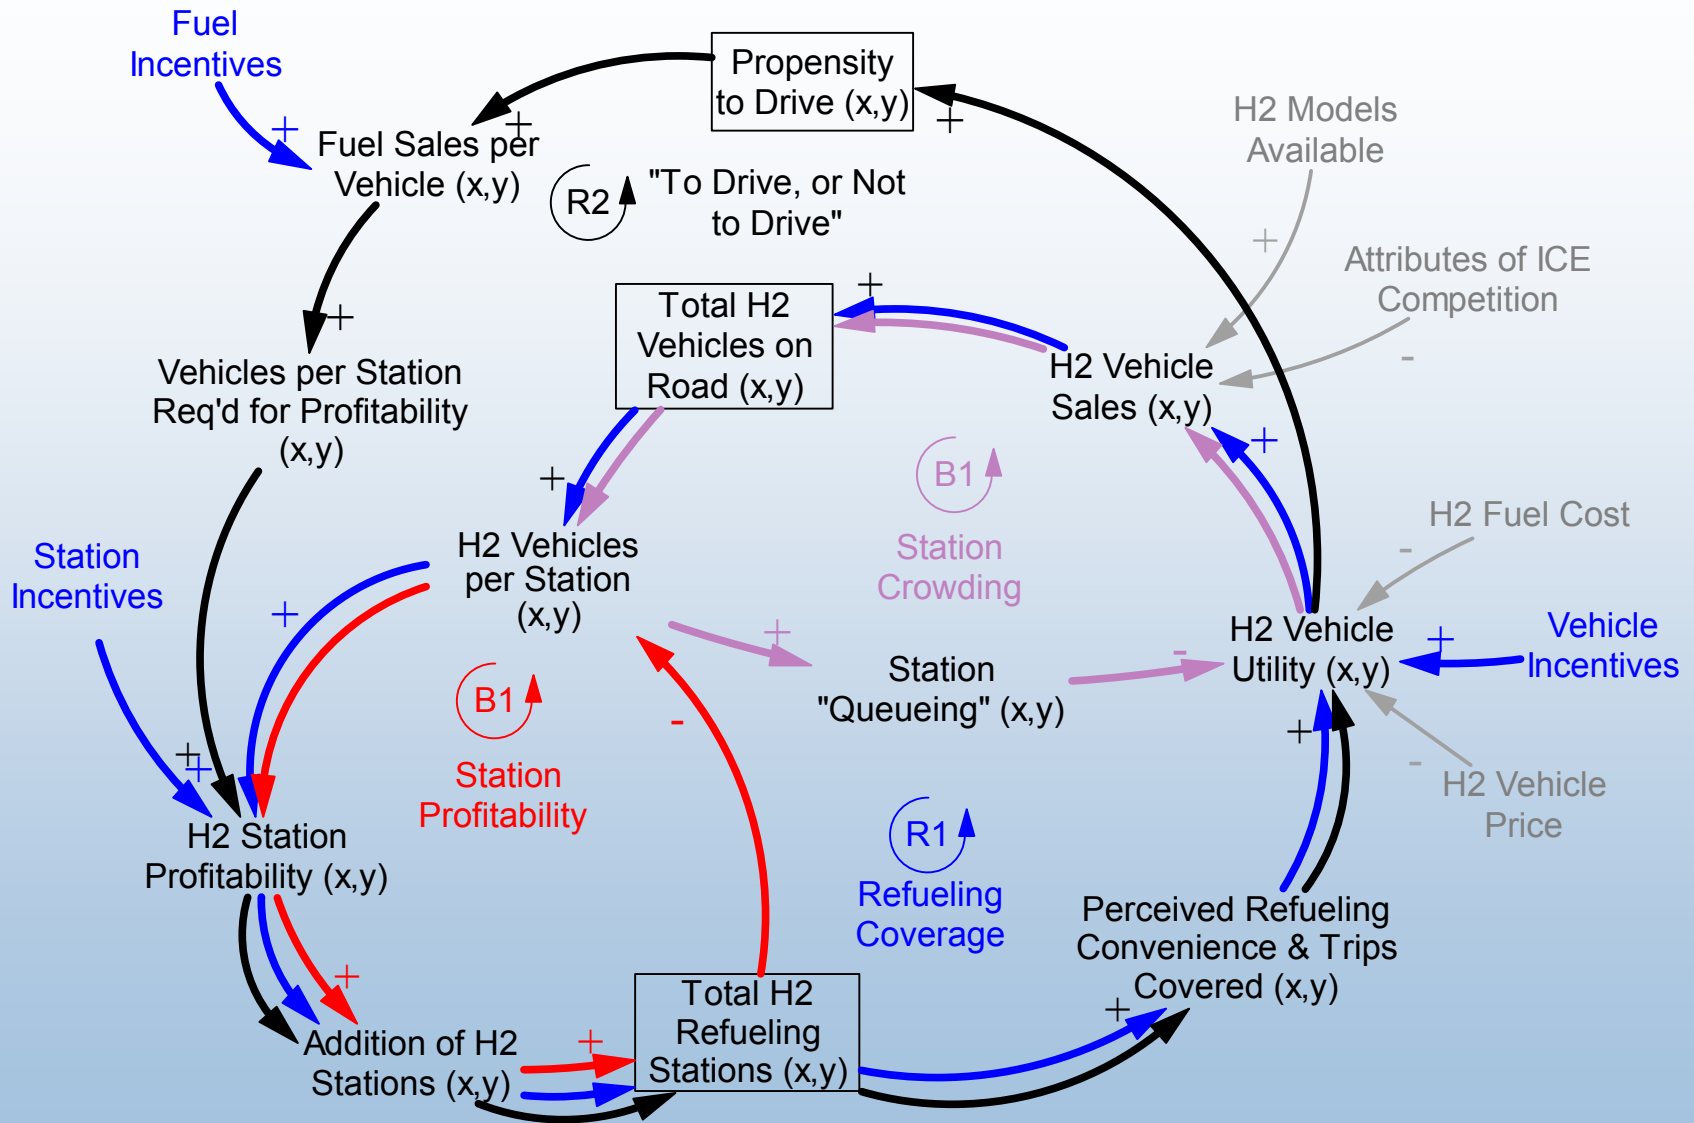 Fuel
Incentives
Propensity
to Drive (x,y)
+
+
+
Fuel Sales per
Vehicle (x,y)
R2
"To Drive, or Not
to Drive"
H2 Models
Available
+
Attributes of ICE
Competition
-
+
Vehicles per Station
Req'd for Profitability
(x,y)
Total H2
Vehicles on
Road (x,y)
+
H2 Vehicle
Sales (x,y)
+
+
B1
Station
Crowding
H2 Vehicles
per Station
(x,y)
H2 Fuel Cost
-
Station
Incentives
+
+
Station
"Queueing" (x,y)
-
H2 Vehicle
Utility (x,y)
+
Vehicle
Incentives
B1
Station
Profitability
-
+
-
H2 Vehicle
Price
+
+
H2 Station
Profitability (x,y)
R1
Refueling
Coverage
Perceived Refueling
Convenience & Trips
Covered (x,y)
+
+
Addition of H2
Stations (x,y)
+
Total H2
Refueling
Stations (x,y)